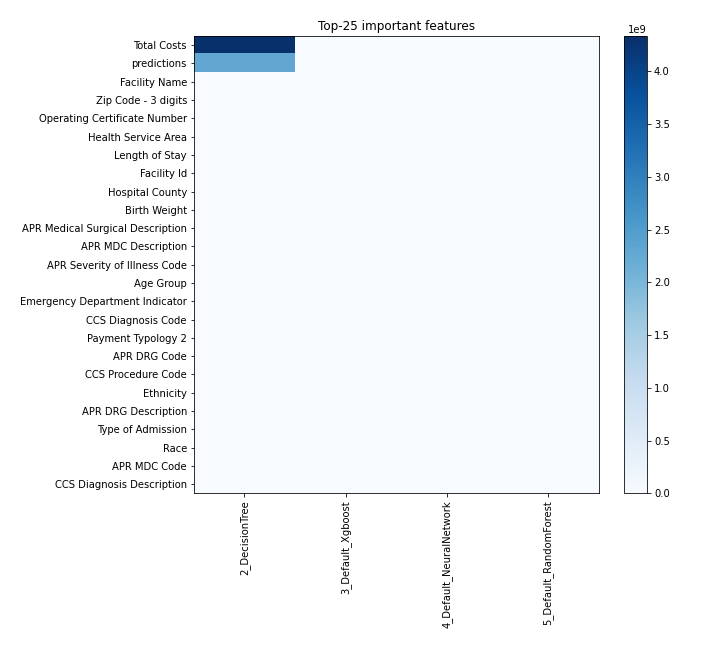 Top-25 important features
1e9
Total Costs
predictions
Facility Name
Zip Code - 3 digits
Operating Certificate Number
Health Service Area
Length of Stay
Facility Id
Hospital County
Birth Weight
APR Medical Surgical Description
APR MDC Description
APR Severity of Illness Code
Age Group
Emergency Department Indicator
CCS Diagnosis Code
Payment Typology 2
APR DRG Code
CCS Procedure Code
Ethnicity
APR DRG Description
Type of Admission
Race
APR MDC Code
CCS Diagnosis Description
4.0
3.5
3.0
2.5
2.0
1.5
1.0
0.5
0.0
2_DecisionTree
3_Default_Xgboost
4_Default_NeuralNetwork
5_Default_RandomForest